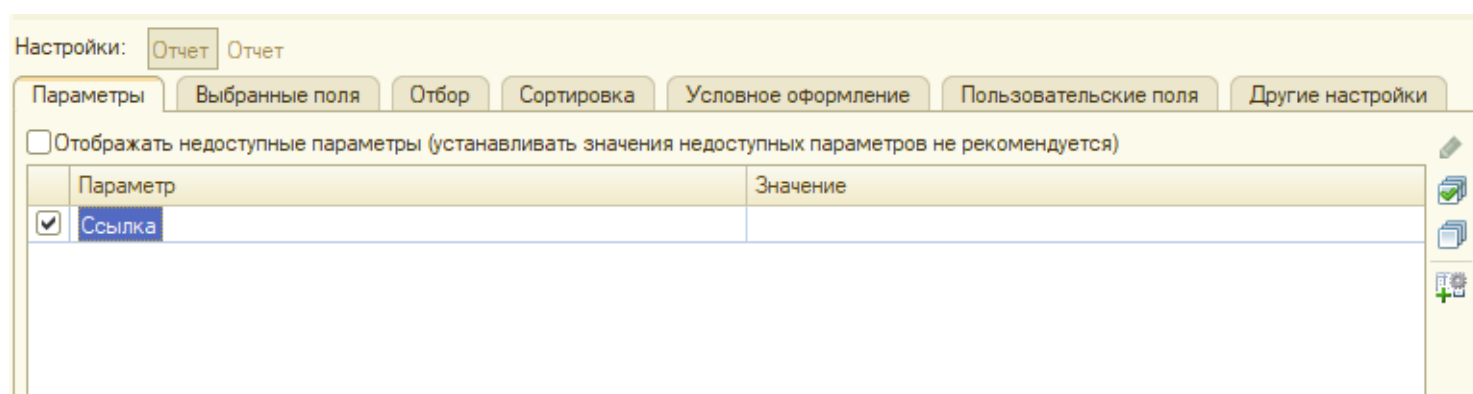 Настройки: Отчет Отчет
Параметры Выбранные поля Отбор Сортировка Условное оформление Пользовательские поля Другие настройки
Отображать недоступные параметры (устанавливать значения недоступных параметров не рекомендуется)
Параметр Значение
Ссылка